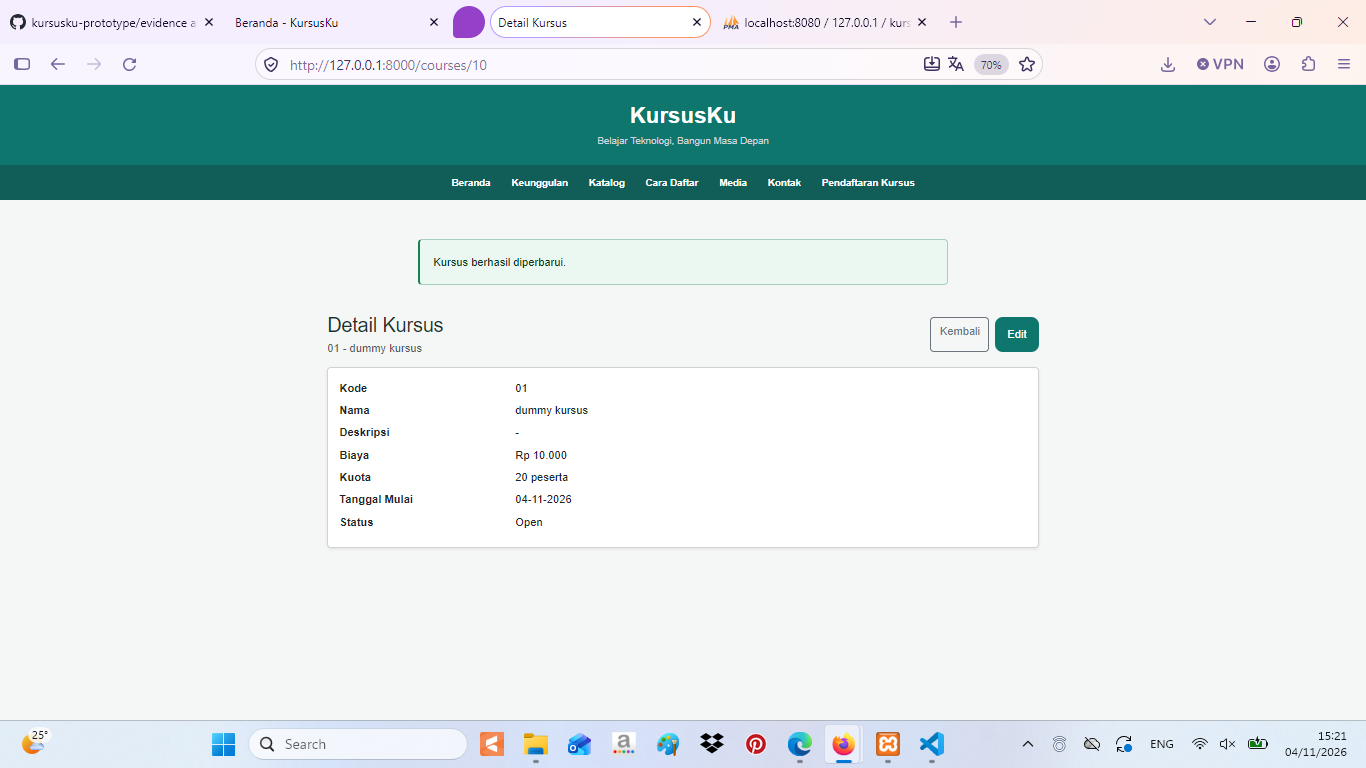 kursusku-prototype/evidence a
Beranda - KursusKu
Detail Kursus
localhost:8080 / 127.0.0.1 / kurs
http://127.0.0.1:8000/courses/10
70%
VPN
KursusKu
Belajar Teknologi, Bangun Masa Depan
Beranda Keunggulan Katalog Cara Daftar Media Kontak Pendaftaran Kursus
Kursus berhasil diperbarui.
Detail Kursus
Kembali Edit
01 - dummy kursus
Kode 01
Nama dummy kursus
Deskripsi -
Biaya Rp 10.000
Kuota 20 peserta
Tanggal Mulai 04-11-2026
Status Open
25°
Search
ENG
15:21
04/11/2026